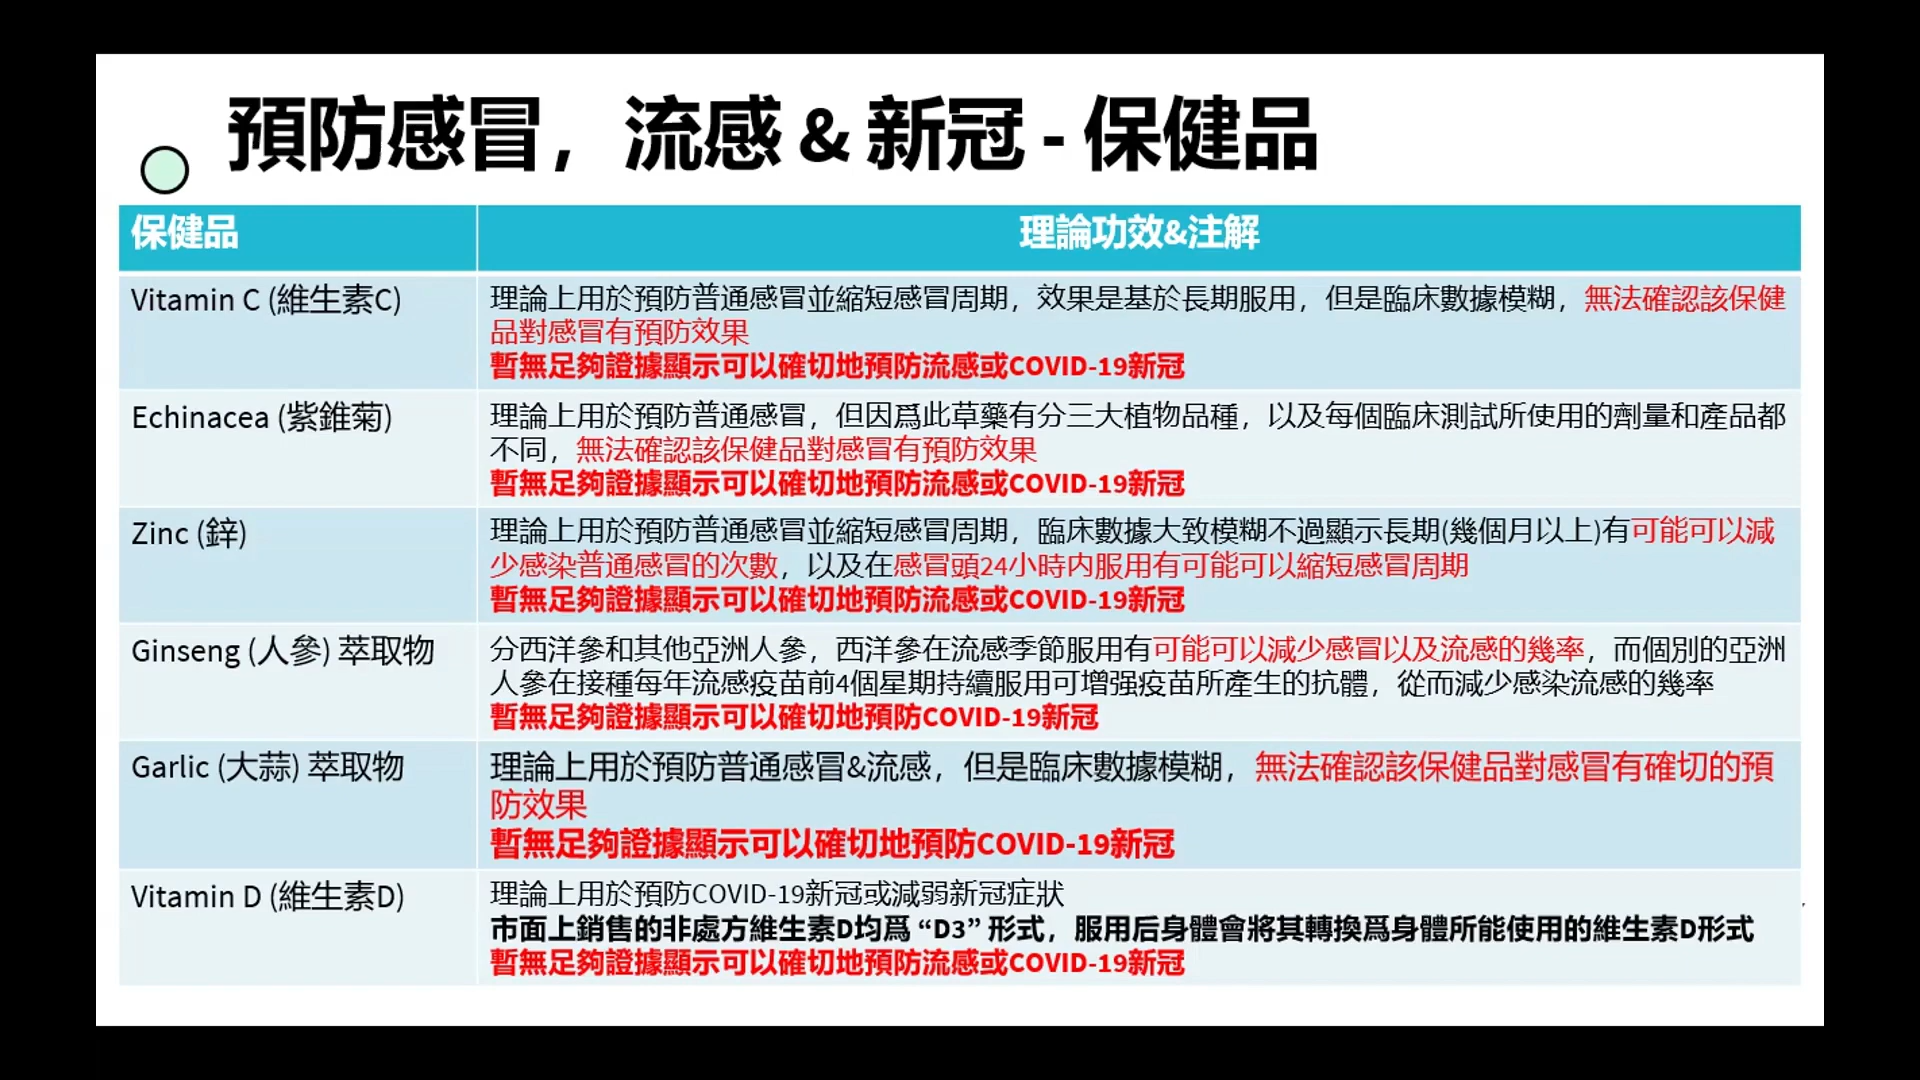 預防感冒，流感 & 新冠 - 保健品
保健品
理論功效&注解
Vitamin C (維生素C)
理論上用於預防普通感冒並縮短感冒周期，效果是基於長期服用，但是臨床數據模糊，無法確認該保健
品對感冒有預防效果
暫無足夠證據顯示可以確切地預防流感或COVID-19新冠
Echinacea (紫錐菊)
理論上用於預防普通感冒，但因爲此草藥有分三大植物品種，以及每個臨床測試所使用的劑量和產品都
不同，無法確認該保健品對感冒有預防效果
暫無足夠證據顯示可以確切地預防流感或COVID-19新冠
Zinc (鋅)
理論上用於預防普通感冒並縮短感冒周期，臨床數據大致模糊不過顯示長期(幾個月以上)有可能可以減
少感染普通感冒的次數，以及在感冒頭24小時内服用有可能可以縮短感冒周期
暫無足夠證據顯示可以確切地預防流感或COVID-19新冠
Ginseng (人參) 萃取物
分西洋參和其他亞洲人參，西洋參在流感季節服用有可能可以減少感冒以及流感的幾率，而個別的亞洲
人參在接種每年流感疫苗前4個星期持續服用可增强疫苗所產生的抗體，從而減少感染流感的幾率
暫無足夠證據顯示可以確切地預防COVID-19新冠
Garlic (大蒜) 萃取物
理論上用於預防普通感冒&流感，但是臨床數據模糊，無法確認該保健品對感冒有確切的預
防效果
暫無足夠證據顯示可以確切地預防COVID-19新冠
Vitamin D (維生素D)
理論上用於預防COVID-19新冠或減弱新冠症狀
市面上銷售的非處方維生素D均爲 “D3” 形式，服用后身體會將其轉換爲身體所能使用的維生素D形式
暫無足夠證據顯示可以確切地預防流感或COVID-19新冠